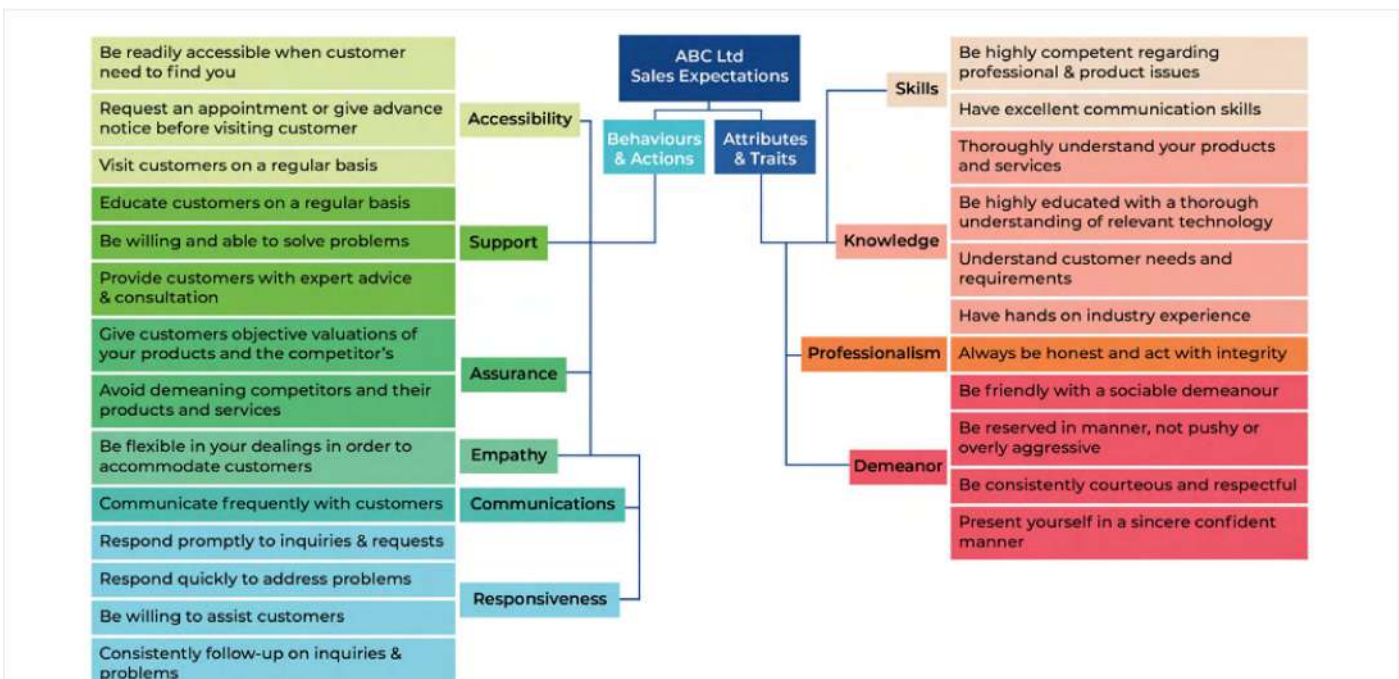 ABC Ltd
Sales Expectations
Behaviours
& Actions
Attributes
& Traits
Accessibility
Be readily accessible when customer
need to find you
Request an appointment or give advance
notice before visiting customer
Visit customers on a regular basis
Support
Educate customers on a regular basis
Be willing and able to solve problems
Provide customers with expert advice
& consultation
Assurance
Give customers objective valuations of
your products and the competitor's
Avoid demeaning competitors and their
products and services
Empathy
Be flexible in your dealings in order to
accommodate customers
Communications
Communicate frequently with customers
Responsiveness
Respond promptly to inquiries & requests
Respond quickly to address problems
Be willing to assist customers
Consistently follow-up on inquiries &
problems
Skills
Be highly competent regarding
professional & product issues
Have excellent communication skills
Knowledge
Thoroughly understand your products
and services
Be highly educated with a thorough
understanding of relevant technology
Understand customer needs and
requirements
Have hands on industry experience
Professionalism
Always be honest and act with integrity
Demeanor
Be friendly with a sociable demeanour
Be reserved in manner, not pushy or
overly aggressive
Be consistently courteous and respectful
Present yourself in a sincere confident
manner